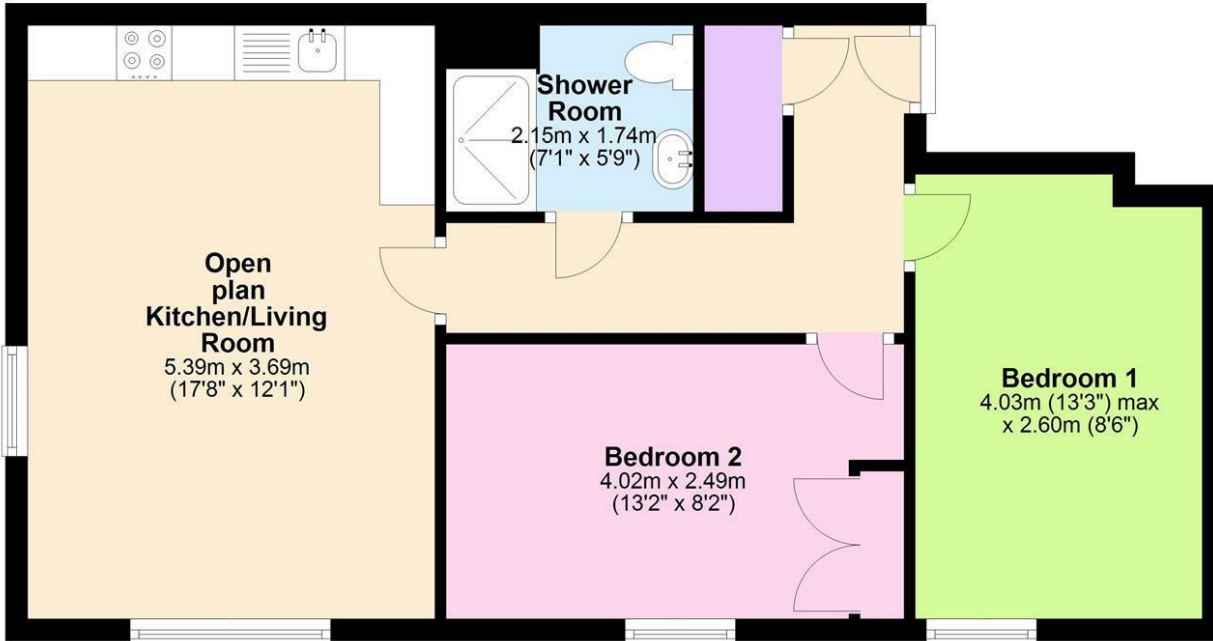 Shower
Room
2.15m x 1.74m
(7'1" x 5'9")
Open
plan
Kitchen/Living
Room
5.39m x 3.69m
(17'8" x 12'1")
Bedroom 2
4.02m x 2.49m
(13'2" x 8'2")
Bedroom 1
4.03m (13'3") max
x 2.60m (8'6")